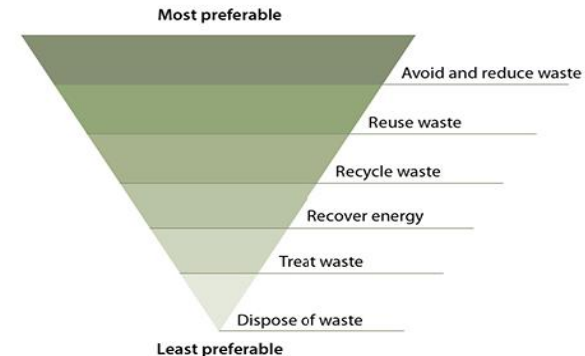 Most preferable
Avoid and reduce waste
Reuse waste
Recycle waste
Recover energy
Treat waste
Dispose of waste
Least preferable